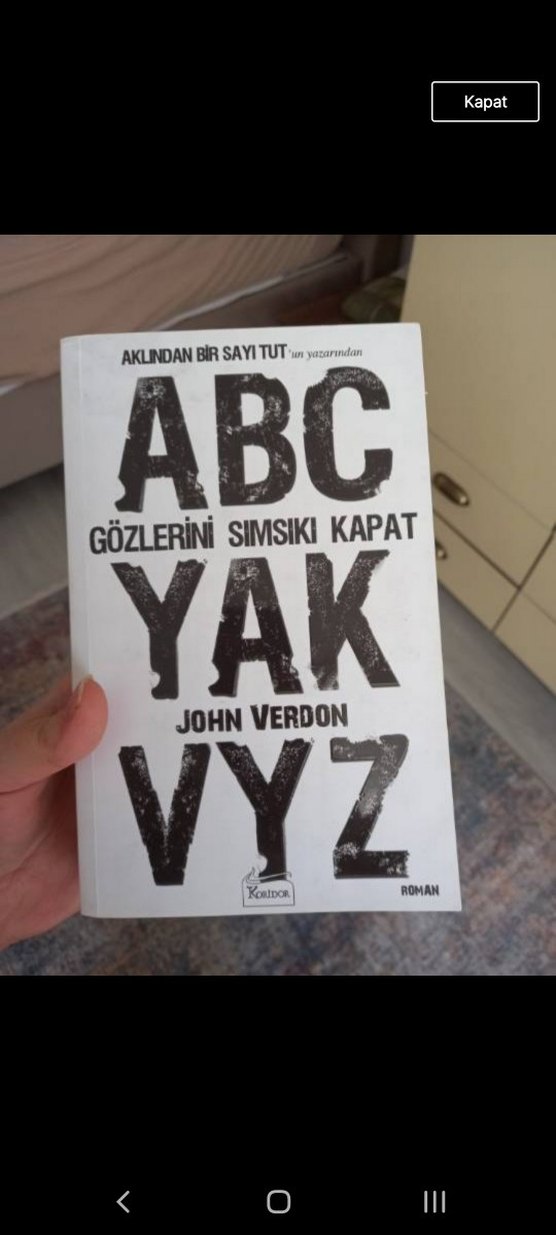 Kapat
AKLINDAN BİR SAYI TUT'un yazarından
ABC
GÖZLERİNİ SIMSIKI KAPAT
YAK
JOHN VERDON
VYZ
KORİDOR
ROMAN